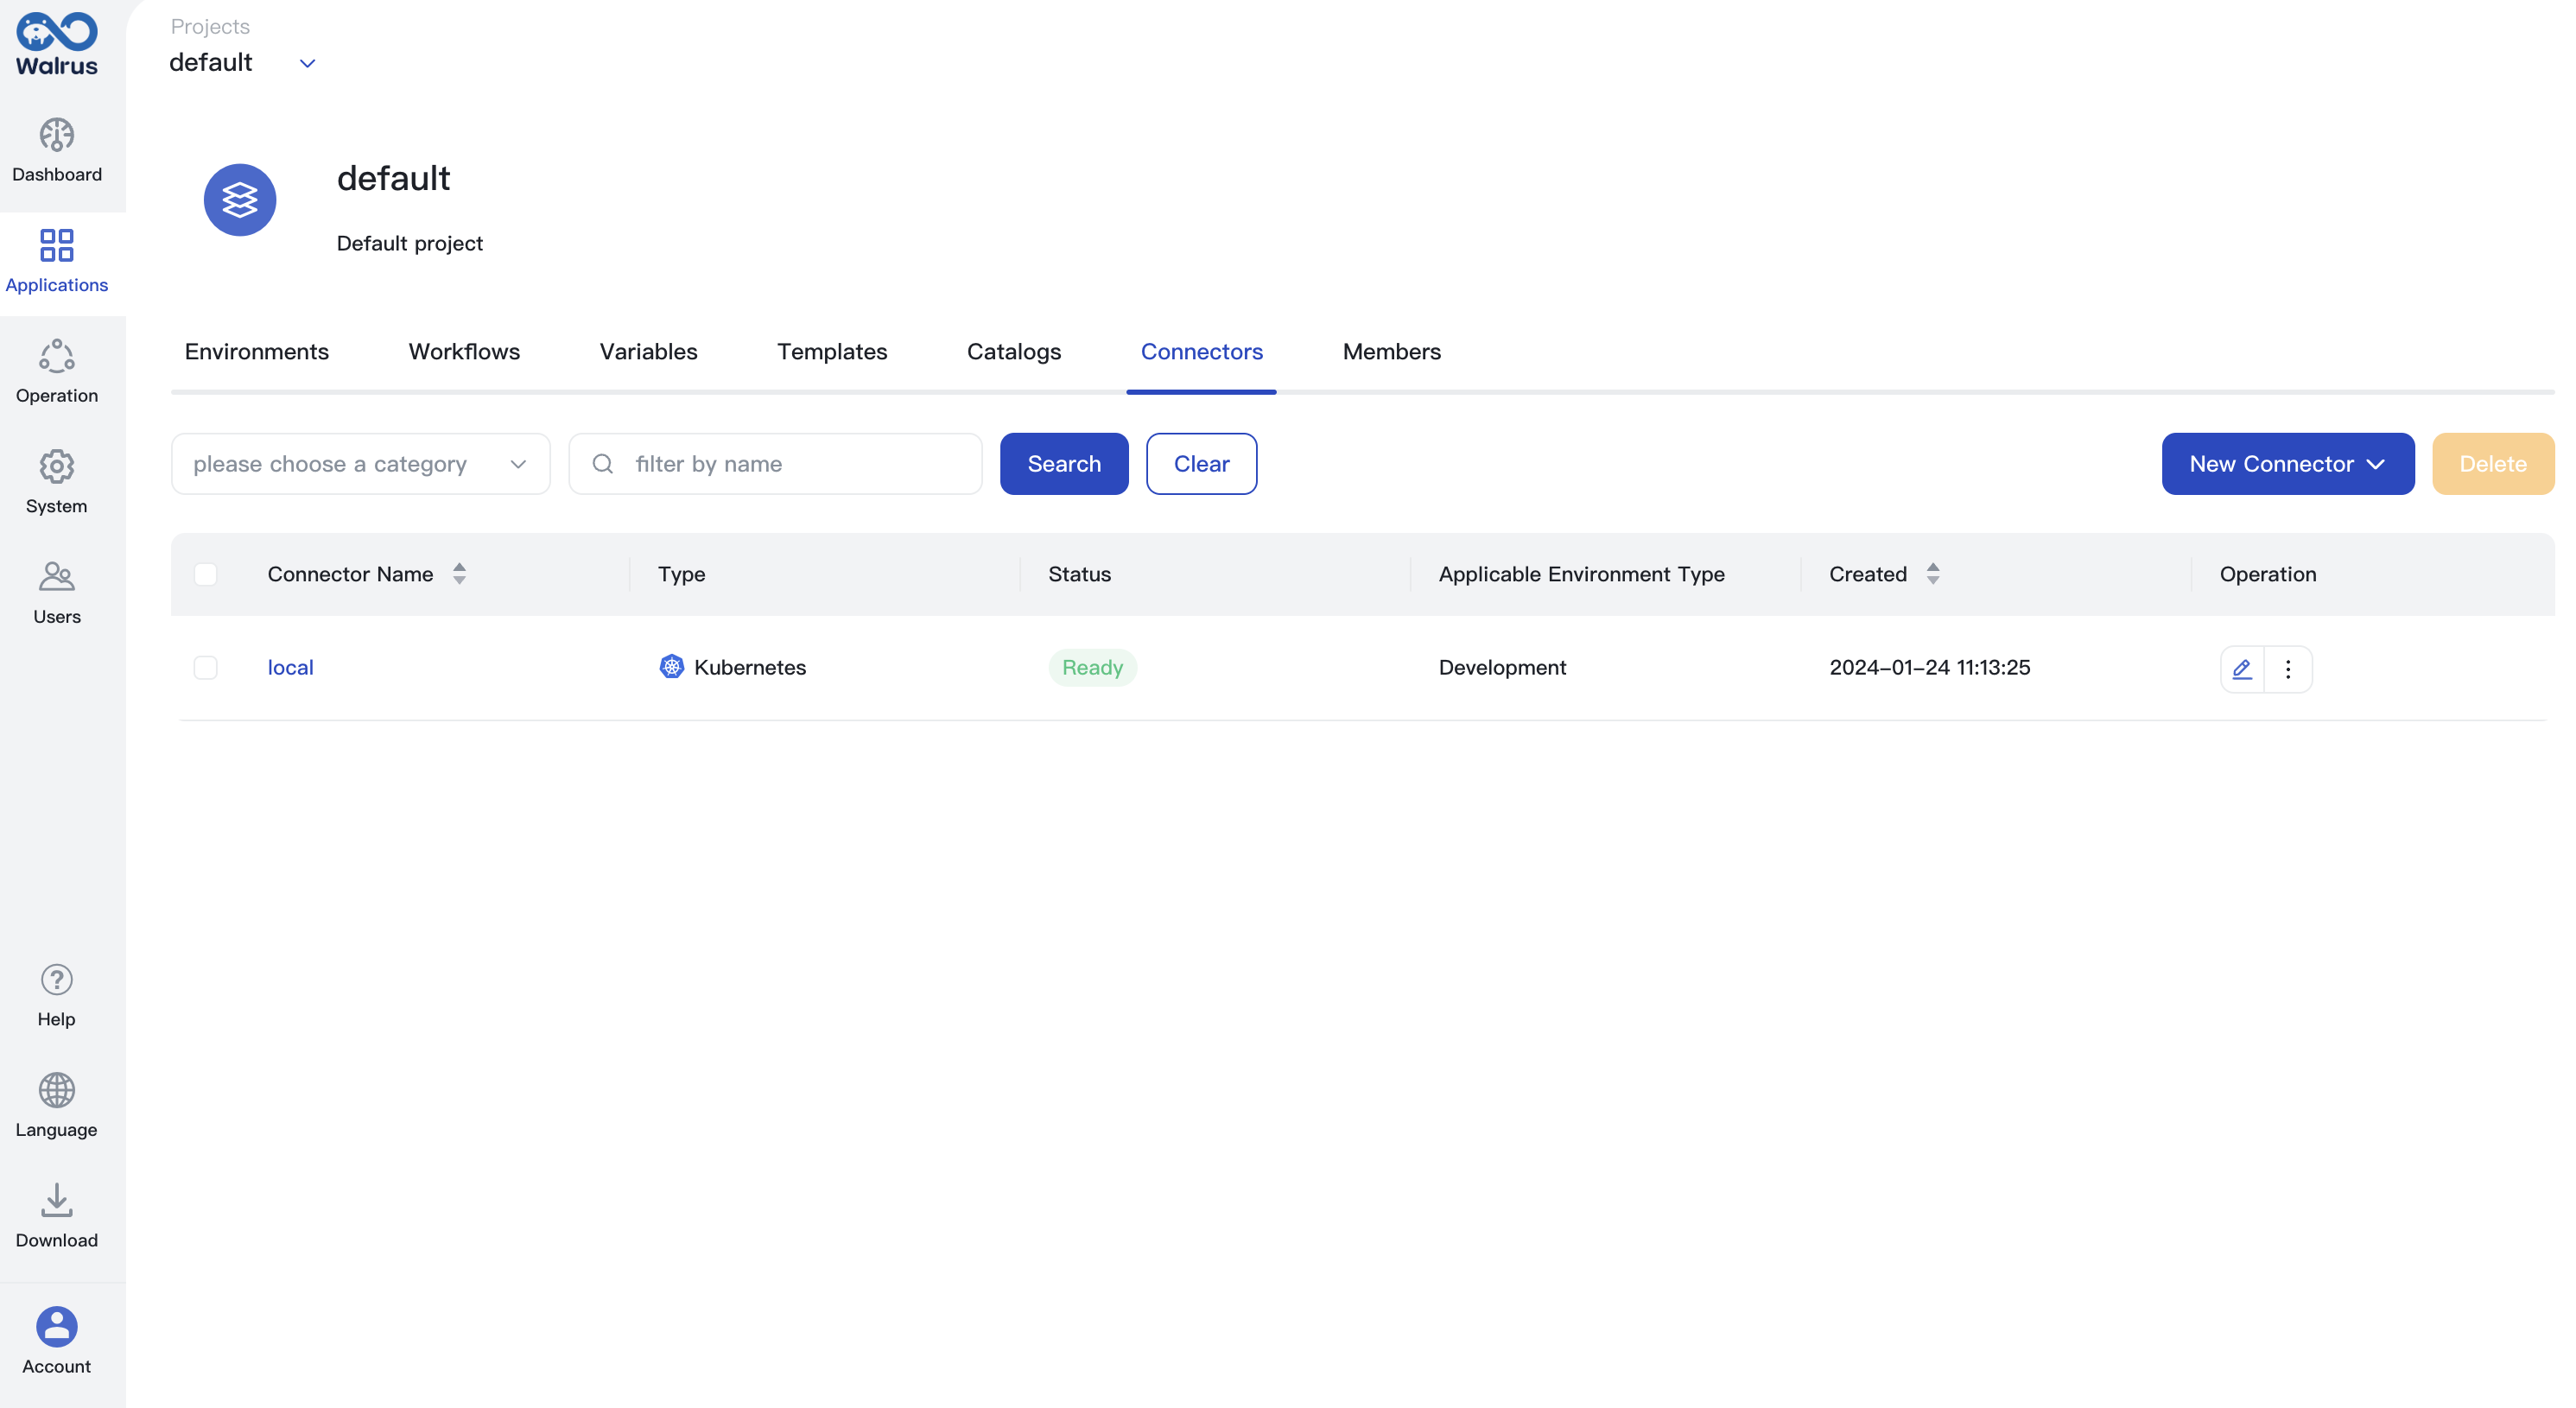 Walrus
Dashboard
Applications
Operation
System
Users
Help
Language
Download
Account
Projects
default
default
Default project
Environments Workflows Variables Templates Catalogs Connectors Members
please choose a category filter by name Search Clear New Connector Delete
Connector Name Type Status Applicable Environment Type Created Operation
local Kubernetes Ready Development 2024-01-24 11:13:25